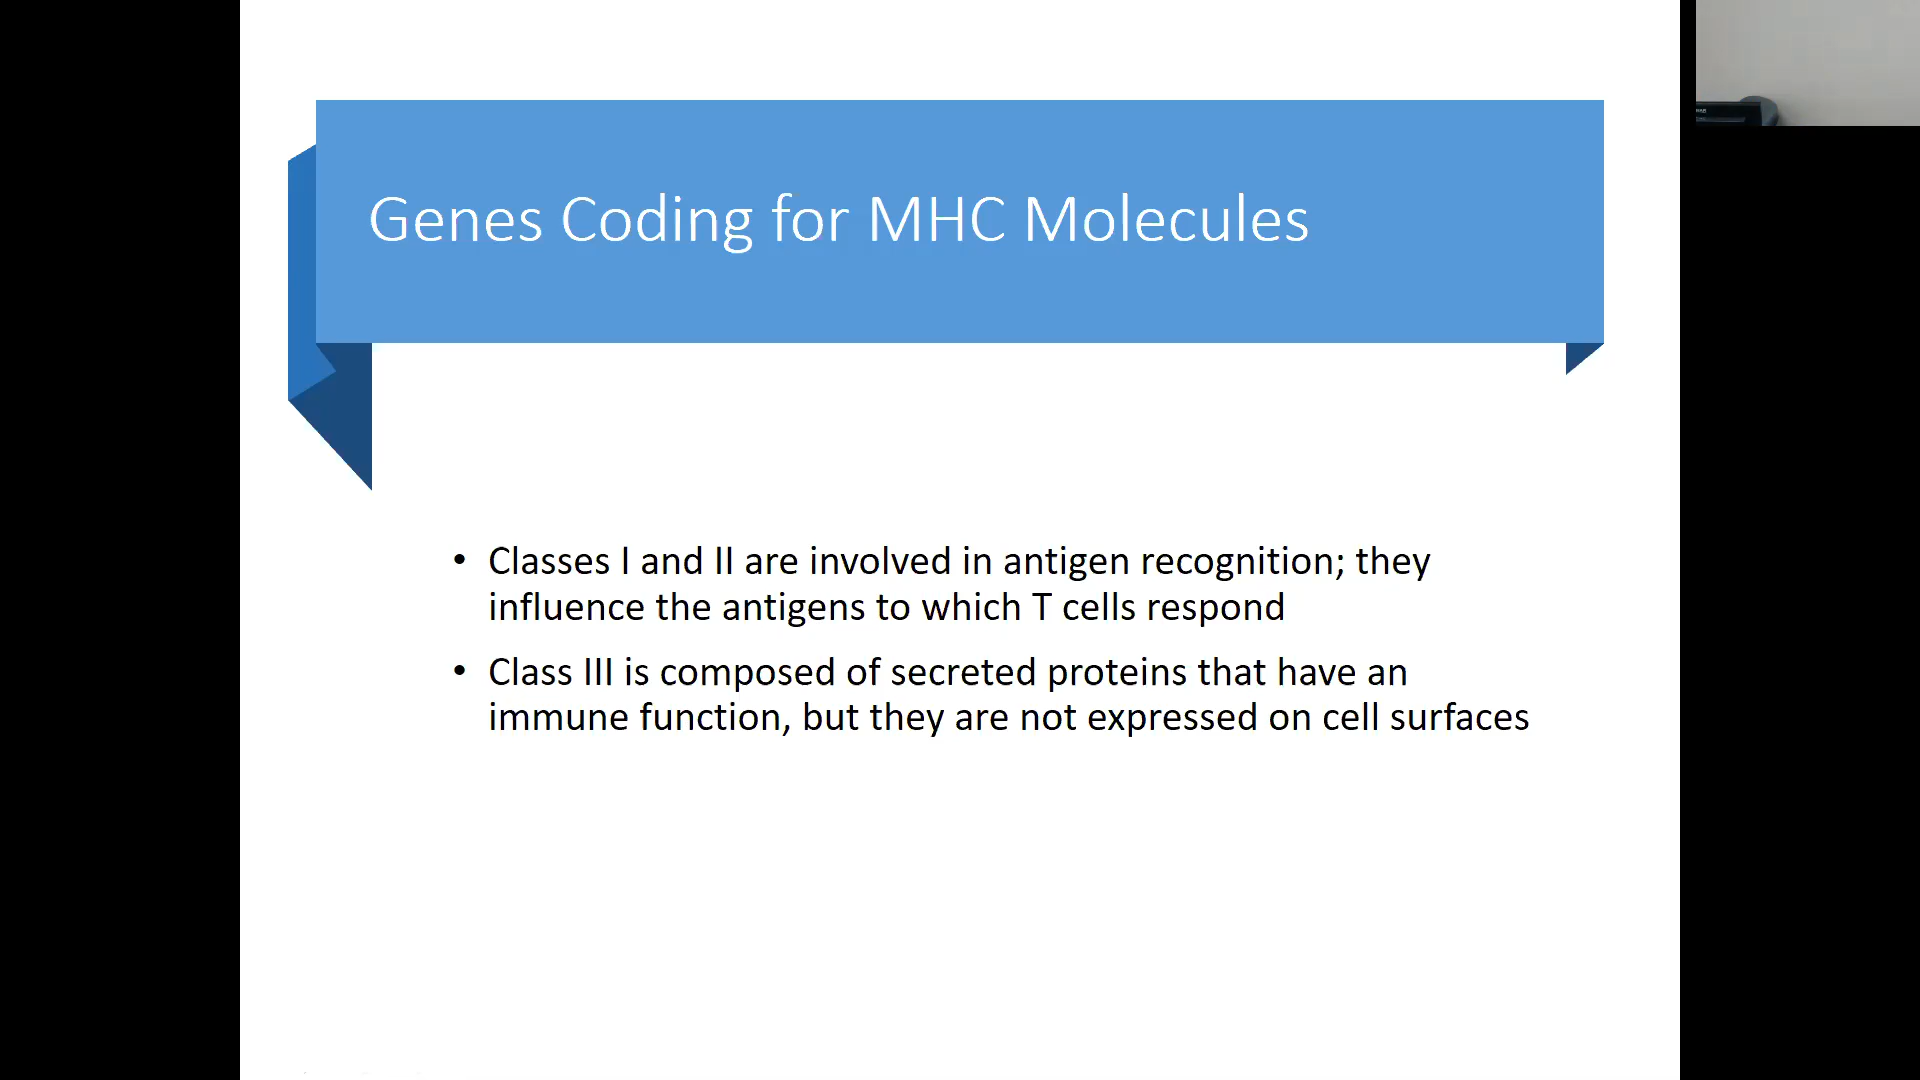 Genes Coding for MHC Molecules
• Classes I and II are involved in antigen recognition; they
influence the antigens to which T cells respond
• Class III is composed of secreted proteins that have an
immune function, but they are not expressed on cell surfaces